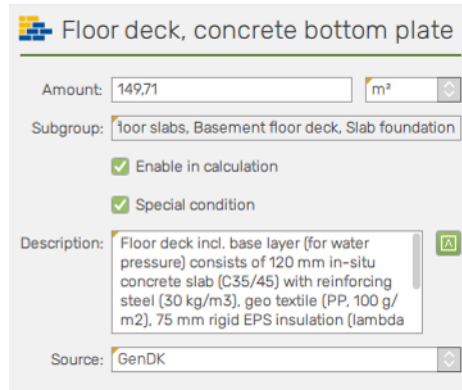 Floor deck, concrete bottom plate
Amount: 149,71 m²
Subgroup: floor slabs, Basement floor deck, Slab foundation
Enable in calculation
Special condition
Description: Floor deck incl. base layer (for water
pressure) consists of 120 mm in-situ
concrete slab (C35/45) with reinforcing
steel (30 kg/m3), geo textile (PP, 100 g/
m2), 75 mm rigid EPS insulation (lambda
A
Source: GenDK